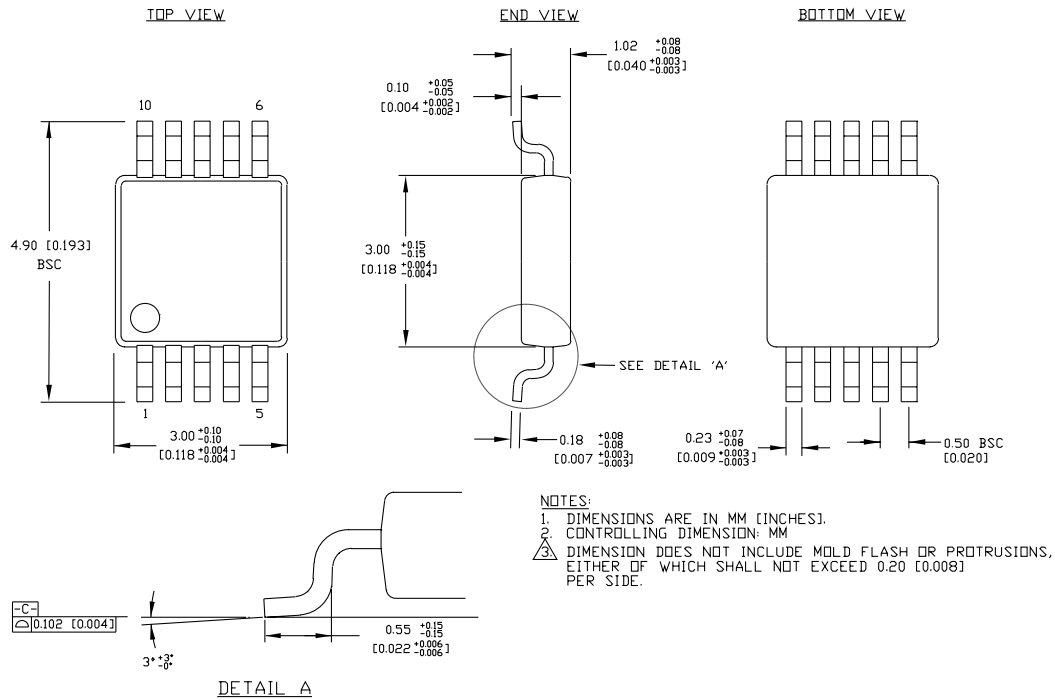 TOP VIEW
END VIEW
BOTTOM VIEW
1.02 +0.08 -0.08
[0.040 +0.003 -0.003]
0.10 +0.05 -0.05
[0.004 +0.002 -0.002]
10
6
4.90 [0.193]
BSC
3.00 +0.15 -0.15
[0.118 +0.004 -0.004]
SEE DETAIL 'A'
1
5
3.00 +0.10 -0.10
[0.118 +0.004 -0.004]
0.18 +0.08 -0.08
[0.007 +0.003 -0.003]
0.23 +0.07 -0.08
[0.009 +0.003 -0.003]
0.50 BSC
[0.020]
NOTES:
1. DIMENSIONS ARE IN MM [INCHES].
2. CONTROLLING DIMENSION: MM
3. DIMENSION DOES NOT INCLUDE MOLD FLASH OR PROTRUSIONS,
EITHER OF WHICH SHALL NOT EXCEED 0.20 [0.008]
PER SIDE.
-C-
0.102 [0.004]
3° +3° -0°
0.55 +0.15 -0.15
[0.022 +0.006 -0.006]
DETAIL A